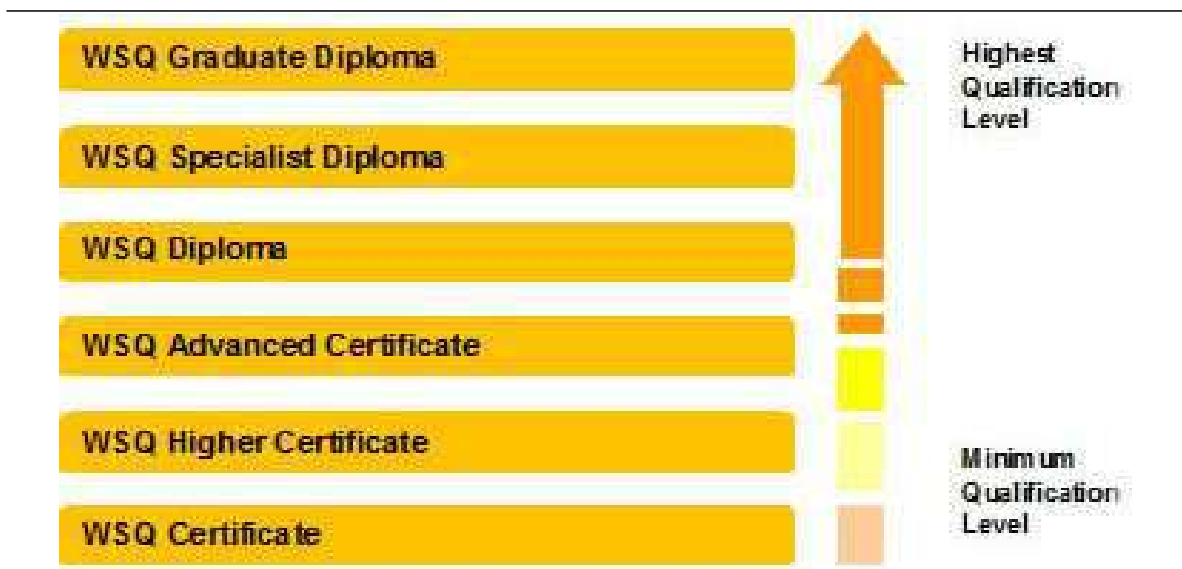 WSQ Graduate Diploma
Highest
Qualification
Level
WSQ Specialist Diploma
WSQ Diploma
WSQ Advanced Certificate
WSQ Higher Certificate
Minimum
Qualification
Level
WSQ Certificate